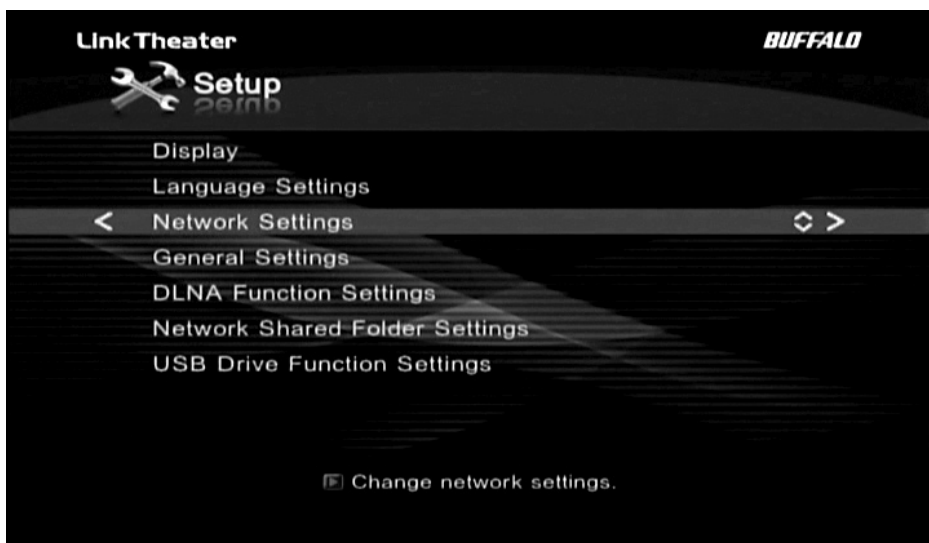 LinkTheater
BUFFALO
Setup
Display
Language Settings
< Network Settings >
General Settings
DLNA Function Settings
Network Shared Folder Settings
USB Drive Function Settings
Change network settings.